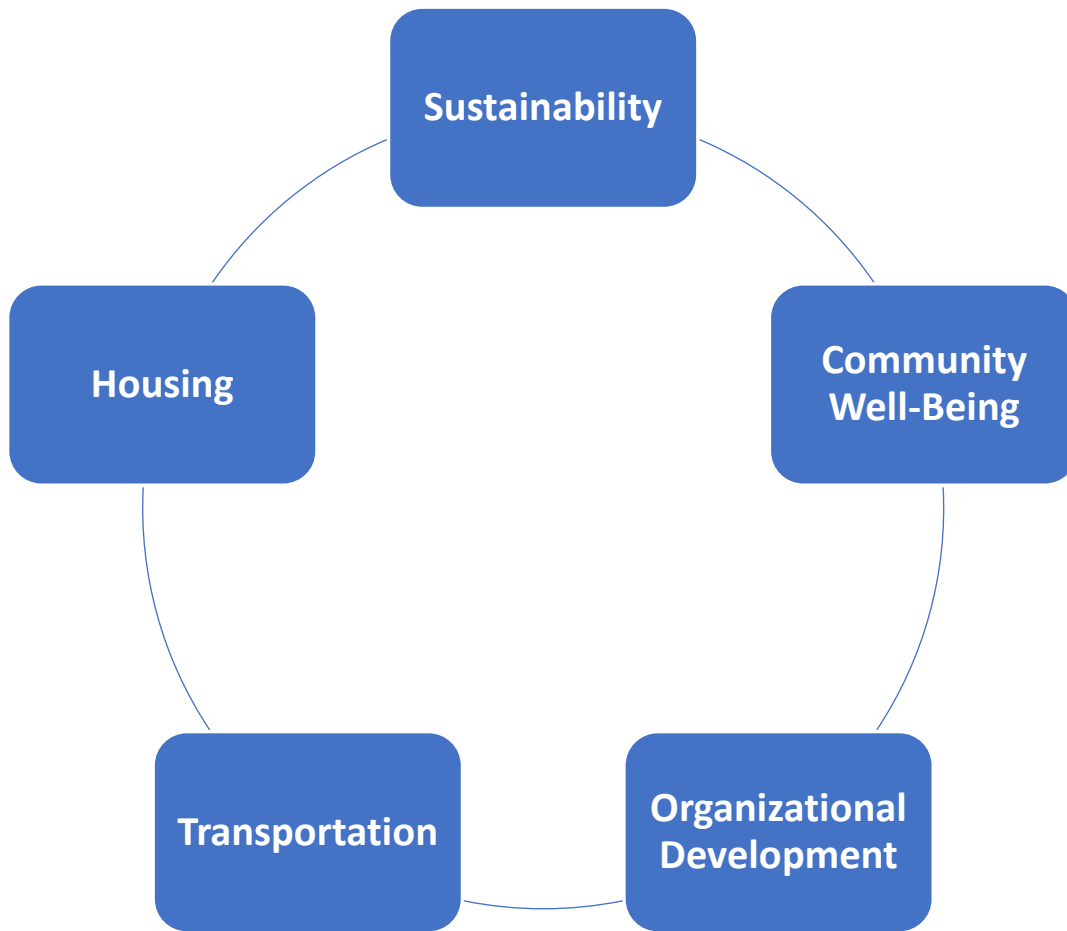 Sustainability
Community
Well-Being
Organizational
Development
Transportation
Housing